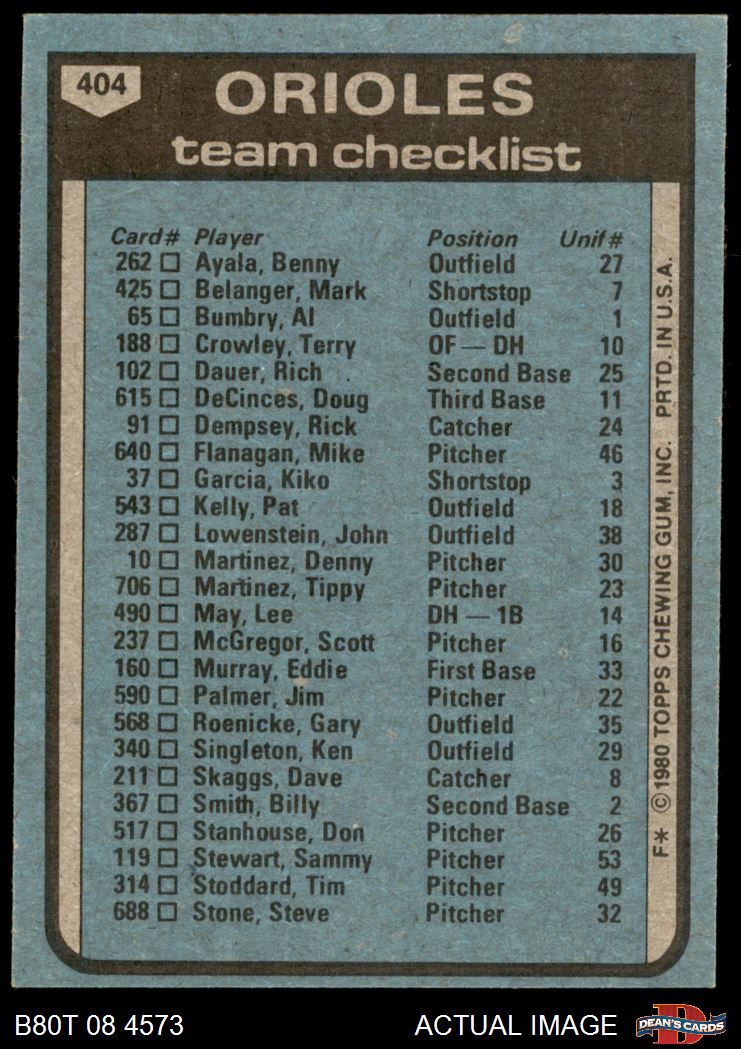 404
ORIOLES
team checklist
Card# Player Position Unif #
262 □ Ayala, Benny Outfield 27
425 □ Belanger, Mark Shortstop 7
65 □ Bumbry, Al Outfield 1
188 □ Crowley, Terry OF — DH 10
102 □ Dauer, Rich Second Base 25
615 □ DeCinces, Doug Third Base 11
91 □ Dempsey, Rick Catcher 24
640 □ Flanagan, Mike Pitcher 46
37 □ Garcia, Kiko Shortstop 3
543 □ Kelly, Pat Outfield 18
287 □ Lowenstein, John Outfield 38
10 □ Martinez, Denny Pitcher 30
706 □ Martinez, Tippy Pitcher 23
490 □ May, Lee DH — 1B 14
237 □ McGregor, Scott Pitcher 16
160 □ Murray, Eddie First Base 33
590 □ Palmer, Jim Pitcher 22
568 □ Roenicke, Gary Outfield 35
340 □ Singleton, Ken Outfield 29
211 □ Skaggs, Dave Catcher 8
367 □ Smith, Billy Second Base 2
517 □ Stanhouse, Don Pitcher 26
119 □ Stewart, Sammy Pitcher 53
314 □ Stoddard, Tim Pitcher 49
688 □ Stone, Steve Pitcher 32
F* © 1980 TOPPS CHEWING GUM, INC. PRTD. IN U.S.A.
B80T 08 4573 ACTUAL IMAGE
D
DEAN'S CARDS